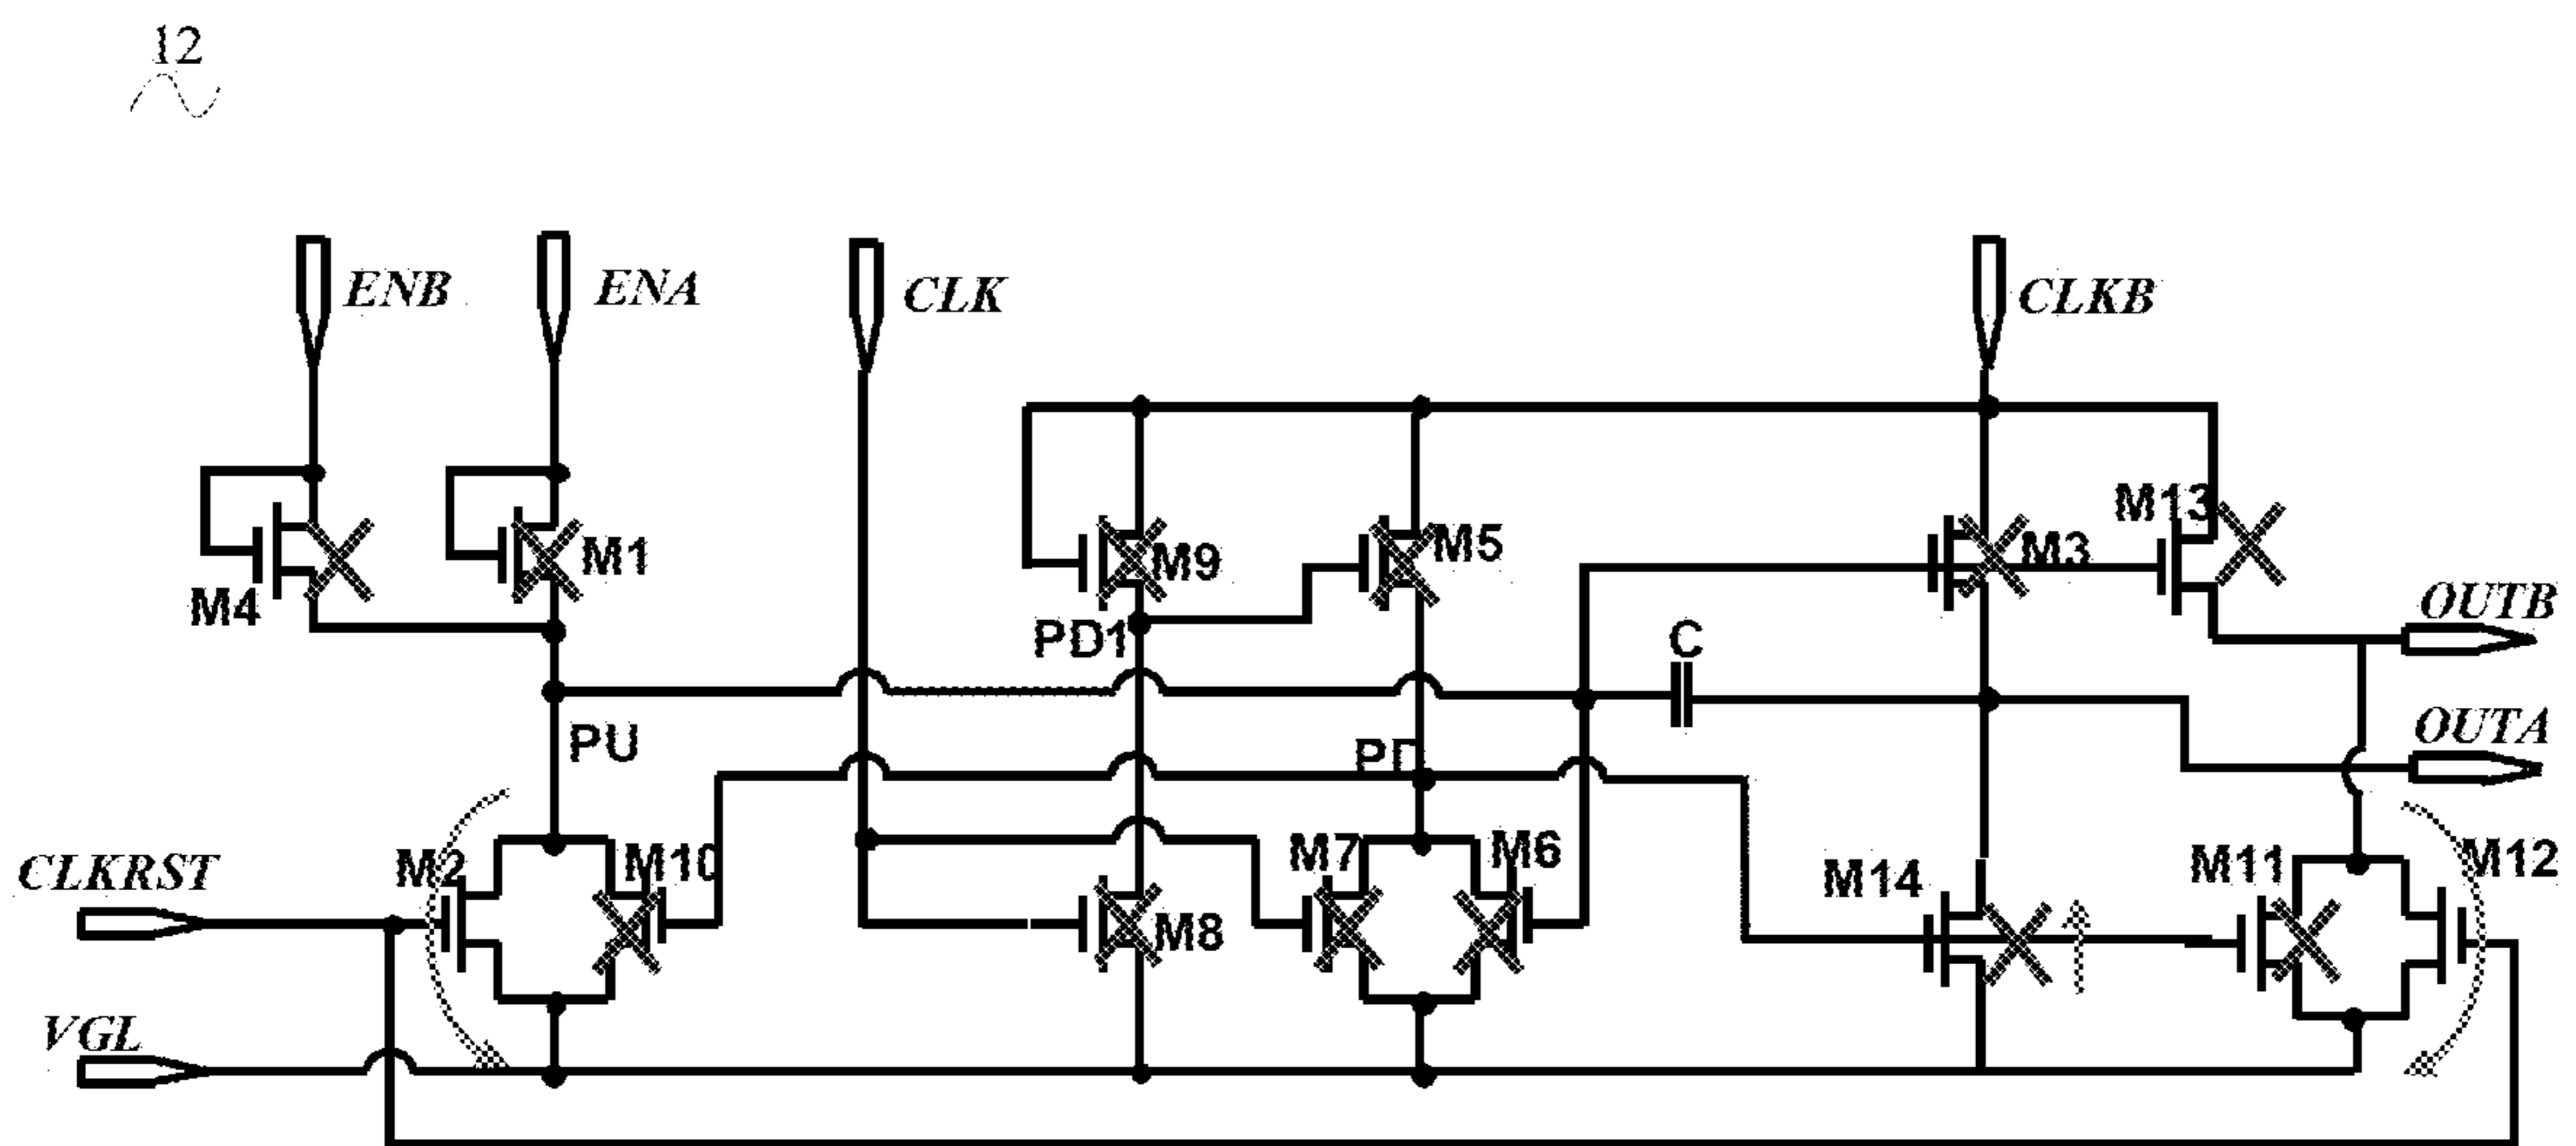 12
ENB
ENA
CLK
CLKB
M4
M1
M9
M5
M3
M13
OUTB
PD1
C
PU
PD
OUTA
CLKRST
M2
M10
M8
M7
M6
M14
M11
M12
VGL